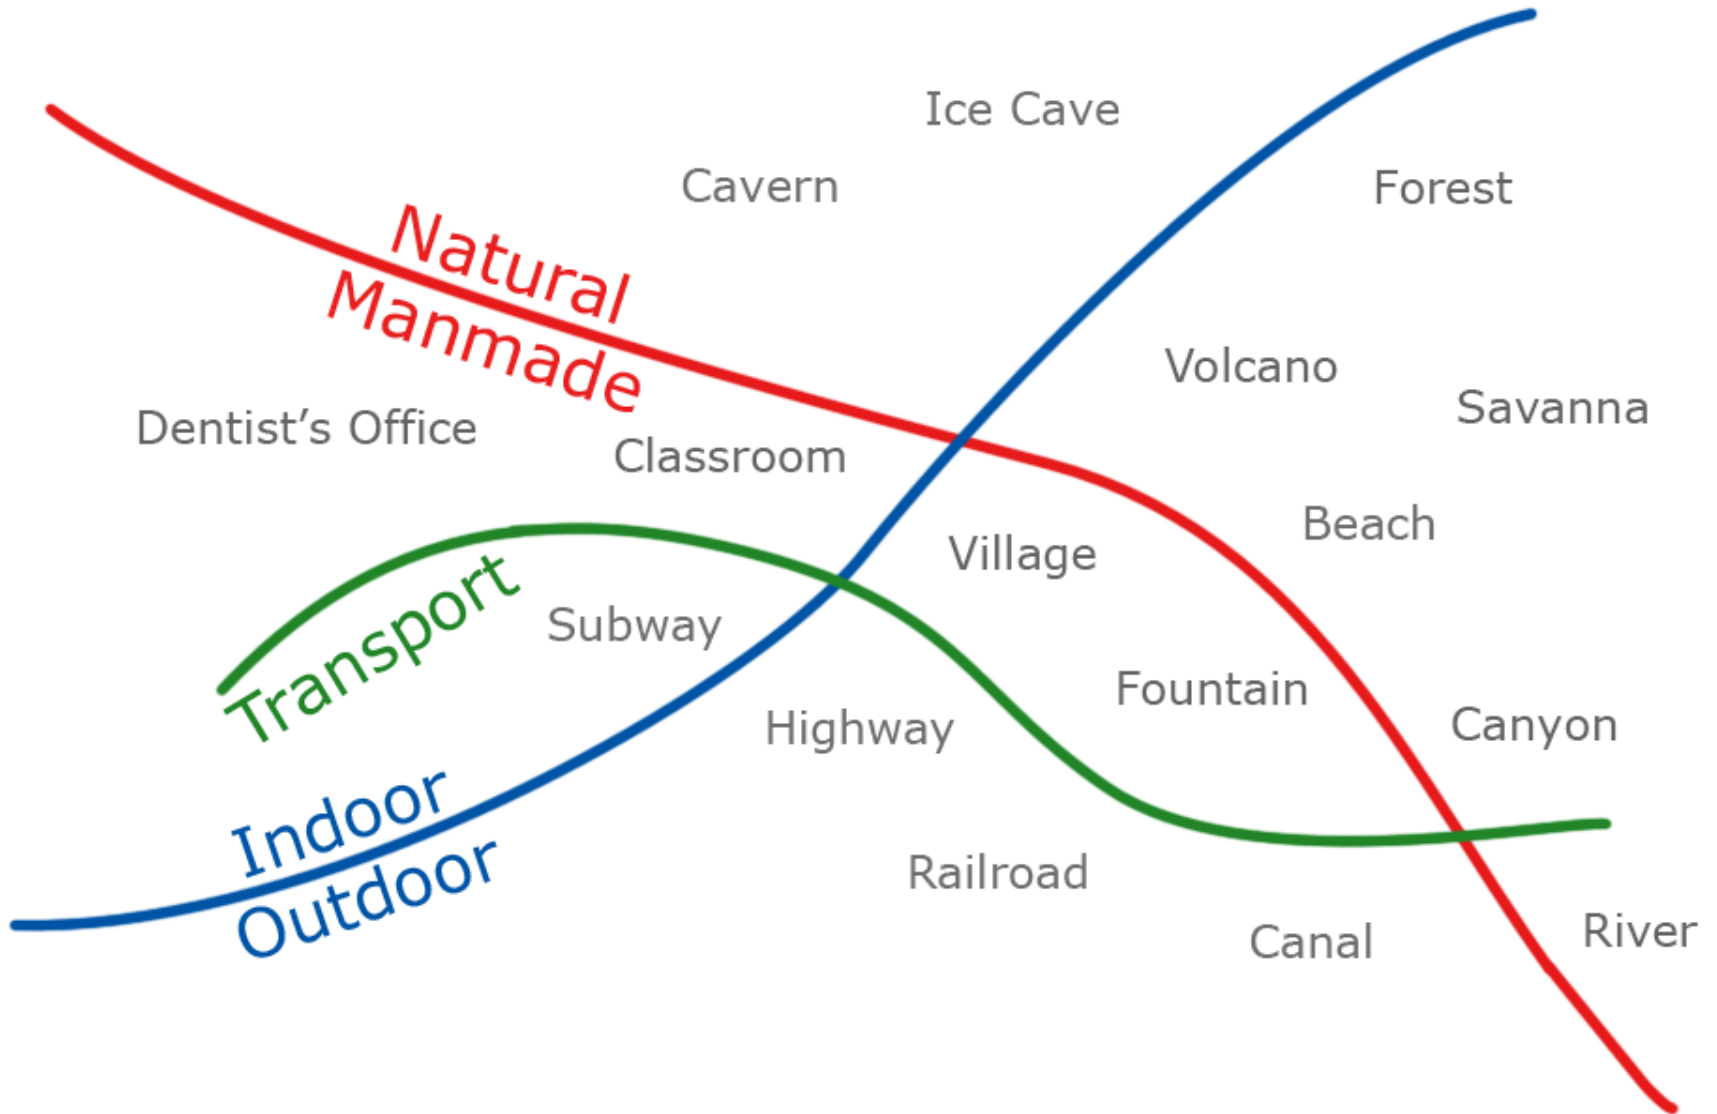 Ice Cave
Cavern
Forest
Natural
Manmade
Volcano
Savanna
Dentist’s Office
Classroom
Beach
Village
Transport
Subway
Fountain
Highway
Canyon
Indoor
Outdoor
Railroad
Canal
River